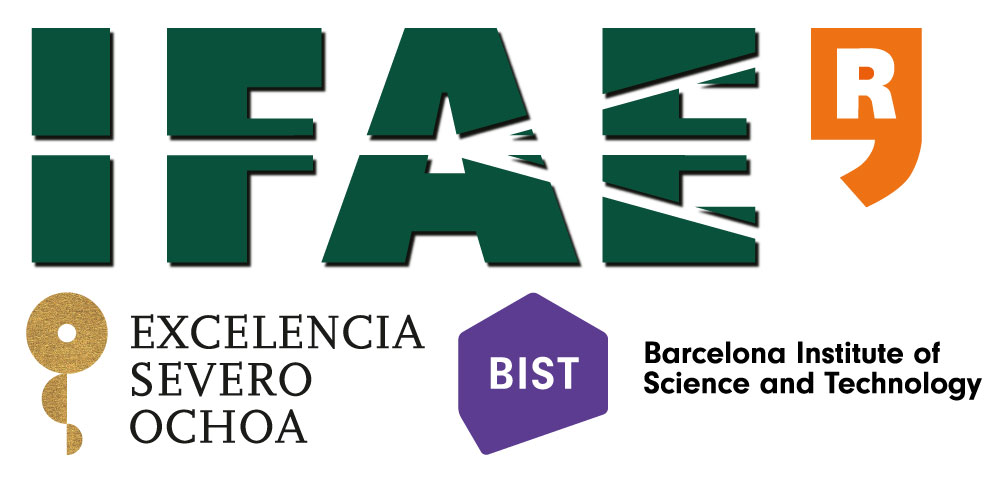 IFAE
R
EXCELENCIA
SEVERO
OCHOA
BIST
Barcelona Institute of
Science and Technology